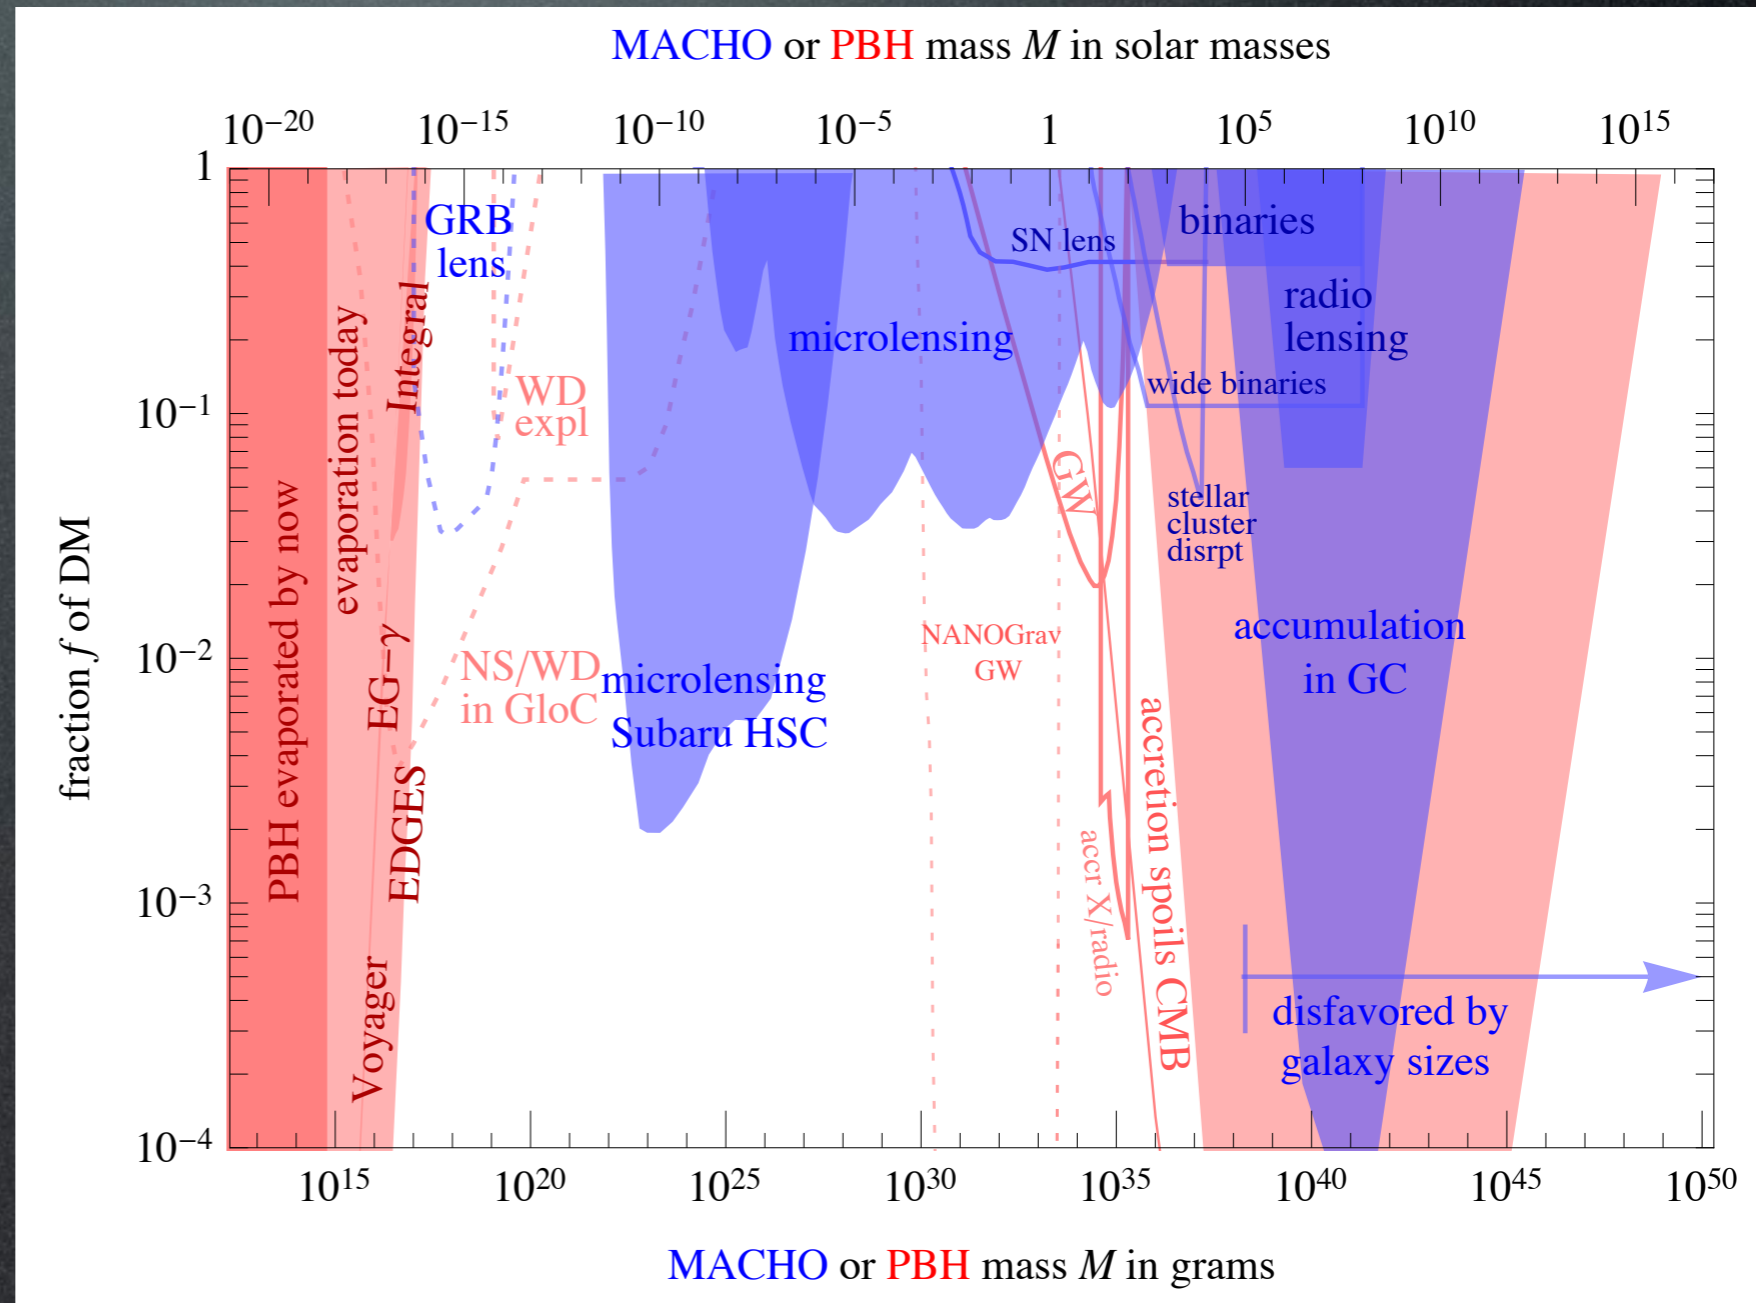 MACHO or PBH mass M in solar masses
10⁻²⁰ 10⁻¹⁵ 10⁻¹⁰ 10⁻⁵ 1 10⁵ 10¹⁰ 10¹⁵
1
10⁻¹
10⁻²
10⁻³
10⁻⁴
fraction f of DM
PBH evaporated by now
evaporation today
Integral
EG−γ
EDGES
Voyager
GRB
lens
WD
expl
NS/WD
in GloC
microlensing
Subaru HSC
microlensing
SN lens
GW
NANOGrav
GW
accr X/radio
accretion spoils CMB
binaries
radio
lensing
wide binaries
stellar
cluster
disrpt
accumulation
in GC
disfavored by
galaxy sizes
10¹⁵ 10²⁰ 10²⁵ 10³⁰ 10³⁵ 10⁴⁰ 10⁴⁵ 10⁵⁰
MACHO or PBH mass M in grams